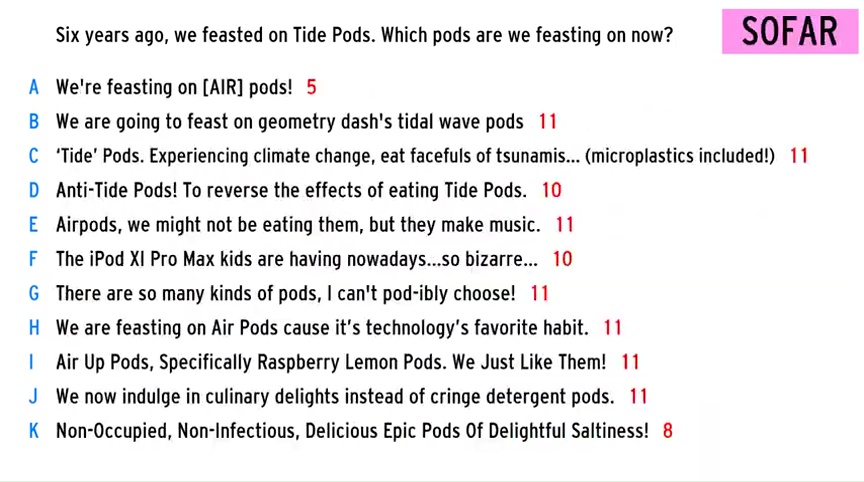 Six years ago, we feasted on Tide Pods. Which pods are we feasting on now?
SOFAR
A We're feasting on [AIR] pods! 5
B We are going to feast on geometry dash's tidal wave pods 11
C ‘Tide’ Pods. Experiencing climate change, eat facefuls of tsunamis... (microplastics included!) 11
D Anti-Tide Pods! To reverse the effects of eating Tide Pods. 10
E Airpods, we might not be eating them, but they make music. 11
F The iPod XI Pro Max kids are having nowadays...so bizarre... 10
G There are so many kinds of pods, I can't pod-ibly choose! 11
H We are feasting on Air Pods cause it’s technology’s favorite habit. 11
I Air Up Pods, Specifically Raspberry Lemon Pods. We Just Like Them! 11
J We now indulge in culinary delights instead of cringe detergent pods. 11
K Non-Occupied, Non-Infectious, Delicious Epic Pods Of Delightful Saltiness! 8